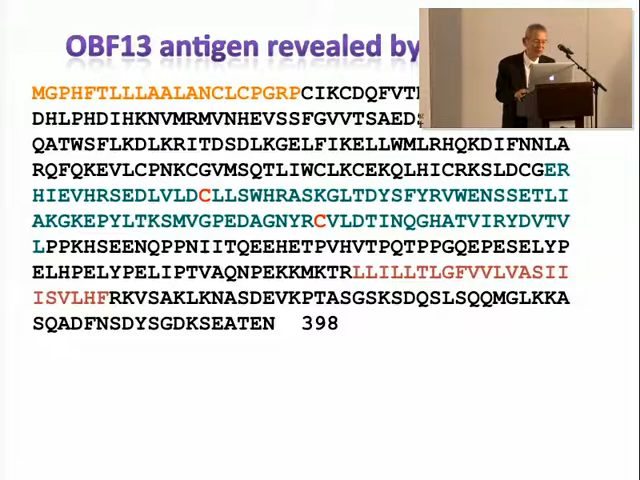 OBF13 antigen revealed by
MGPHFTLLLAALANCLCPGRPCIKCDQFVT
DHLPHDIHKNVMRMVNHEVSSFGVVTSAED
QATWSFLKDLKRITDSDLKGELFIKELLWMLRHQKDIFNNLA
RQFQKEVLCPNKCGVMSQTLIWCLKCEKQLHICRKSLDCGER
HIEVHRSEDLVLDCLLSWHRASKGLTDYSFYRVWENSSETLI
AKGKEPYLTKSMVGPEDAGNYRCVLDTINQGHATVIRYDVTV
LPPKHSEENQPPNIITQEEHETPVHVTPQTPPGQEPESELYP
ELHPELYPELIPTVAQNPEKKMKTRLLILLTLGFVVLVASII
ISVLHFRKVSAKLKNASDEVKPTASGSKSDQSLSQQMGLKKA
SQADFNSDYSGDKSEATEN 398